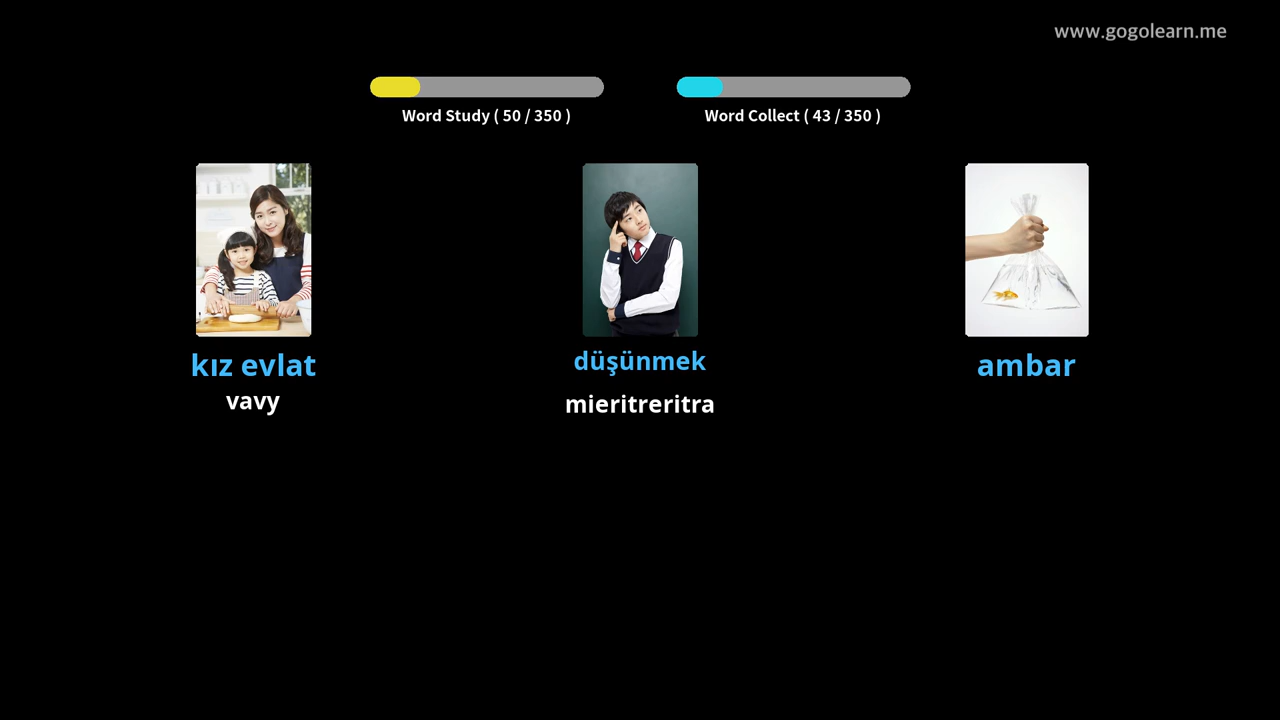 www.gogolearn.me
Word Study ( 50 / 350 )
Word Collect ( 43 / 350 )
kız evlat
vavy
düşünmek
mieritreritra
ambar